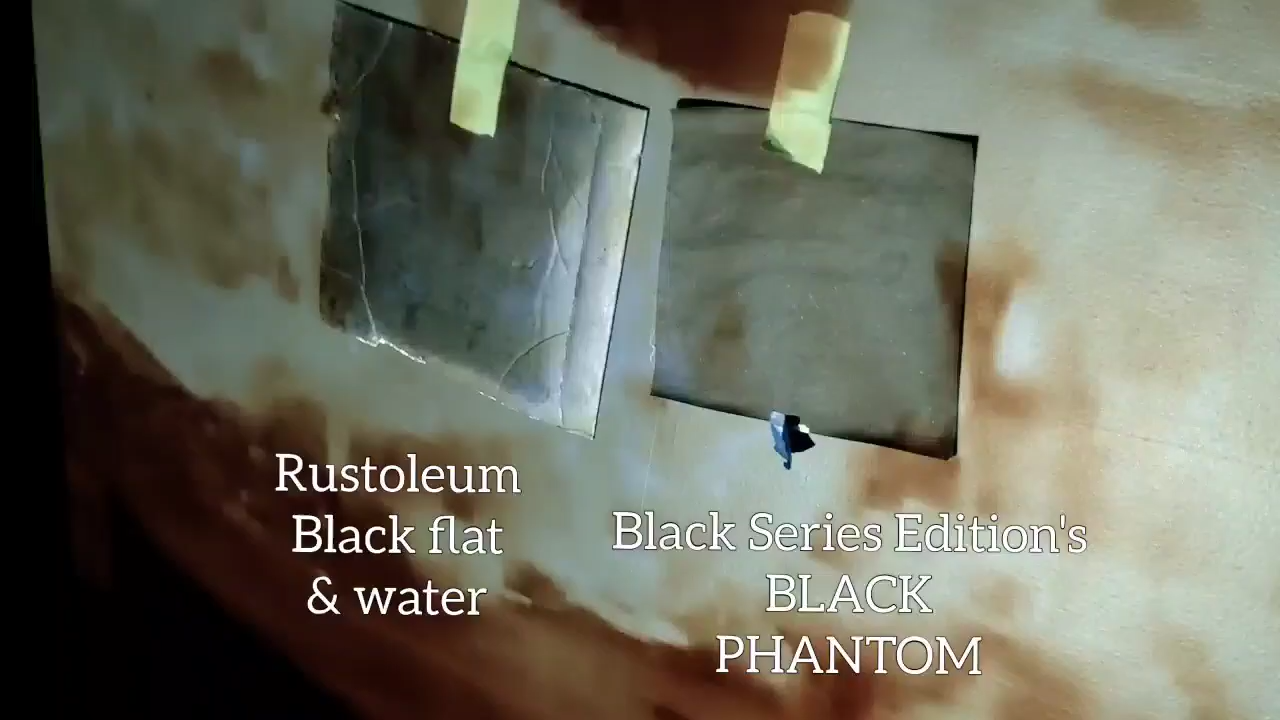 Rustoleum
Black flat
& water
Black Series Edition's
BLACK
PHANTOM